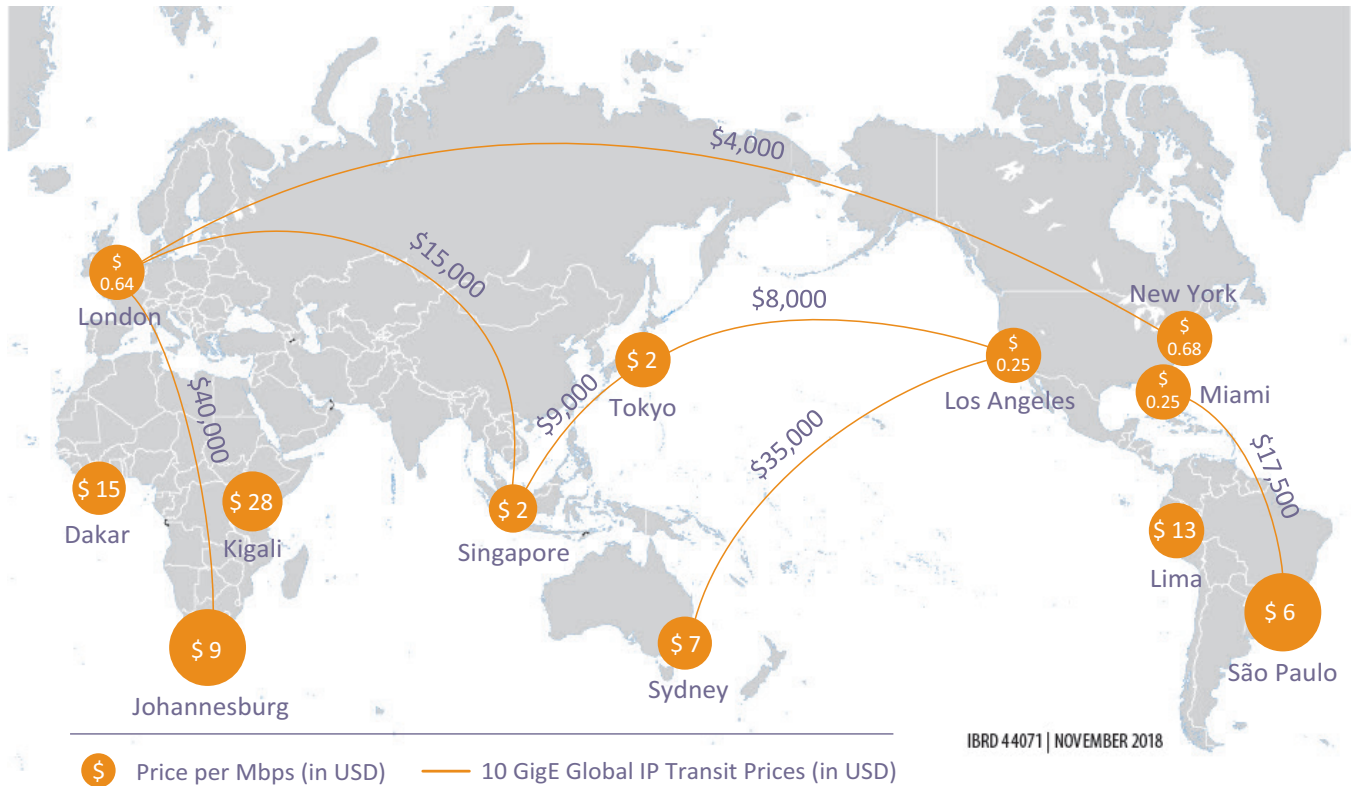 $4,000
$15,000
$
0.64
London
$8,000
New York
$
0.68
$ 2
Tokyo
$
0.25
Los Angeles
$
0.25
Miami
$40,000
$9,000
$35,000
$17,500
$ 15
Dakar
$ 28
Kigali
$ 2
Singapore
$ 13
Lima
$ 9
Johannesburg
$ 7
Sydney
$ 6
São Paulo
IBRD 44071 | NOVEMBER 2018
$ Price per Mbps (in USD)
10 GigE Global IP Transit Prices (in USD)